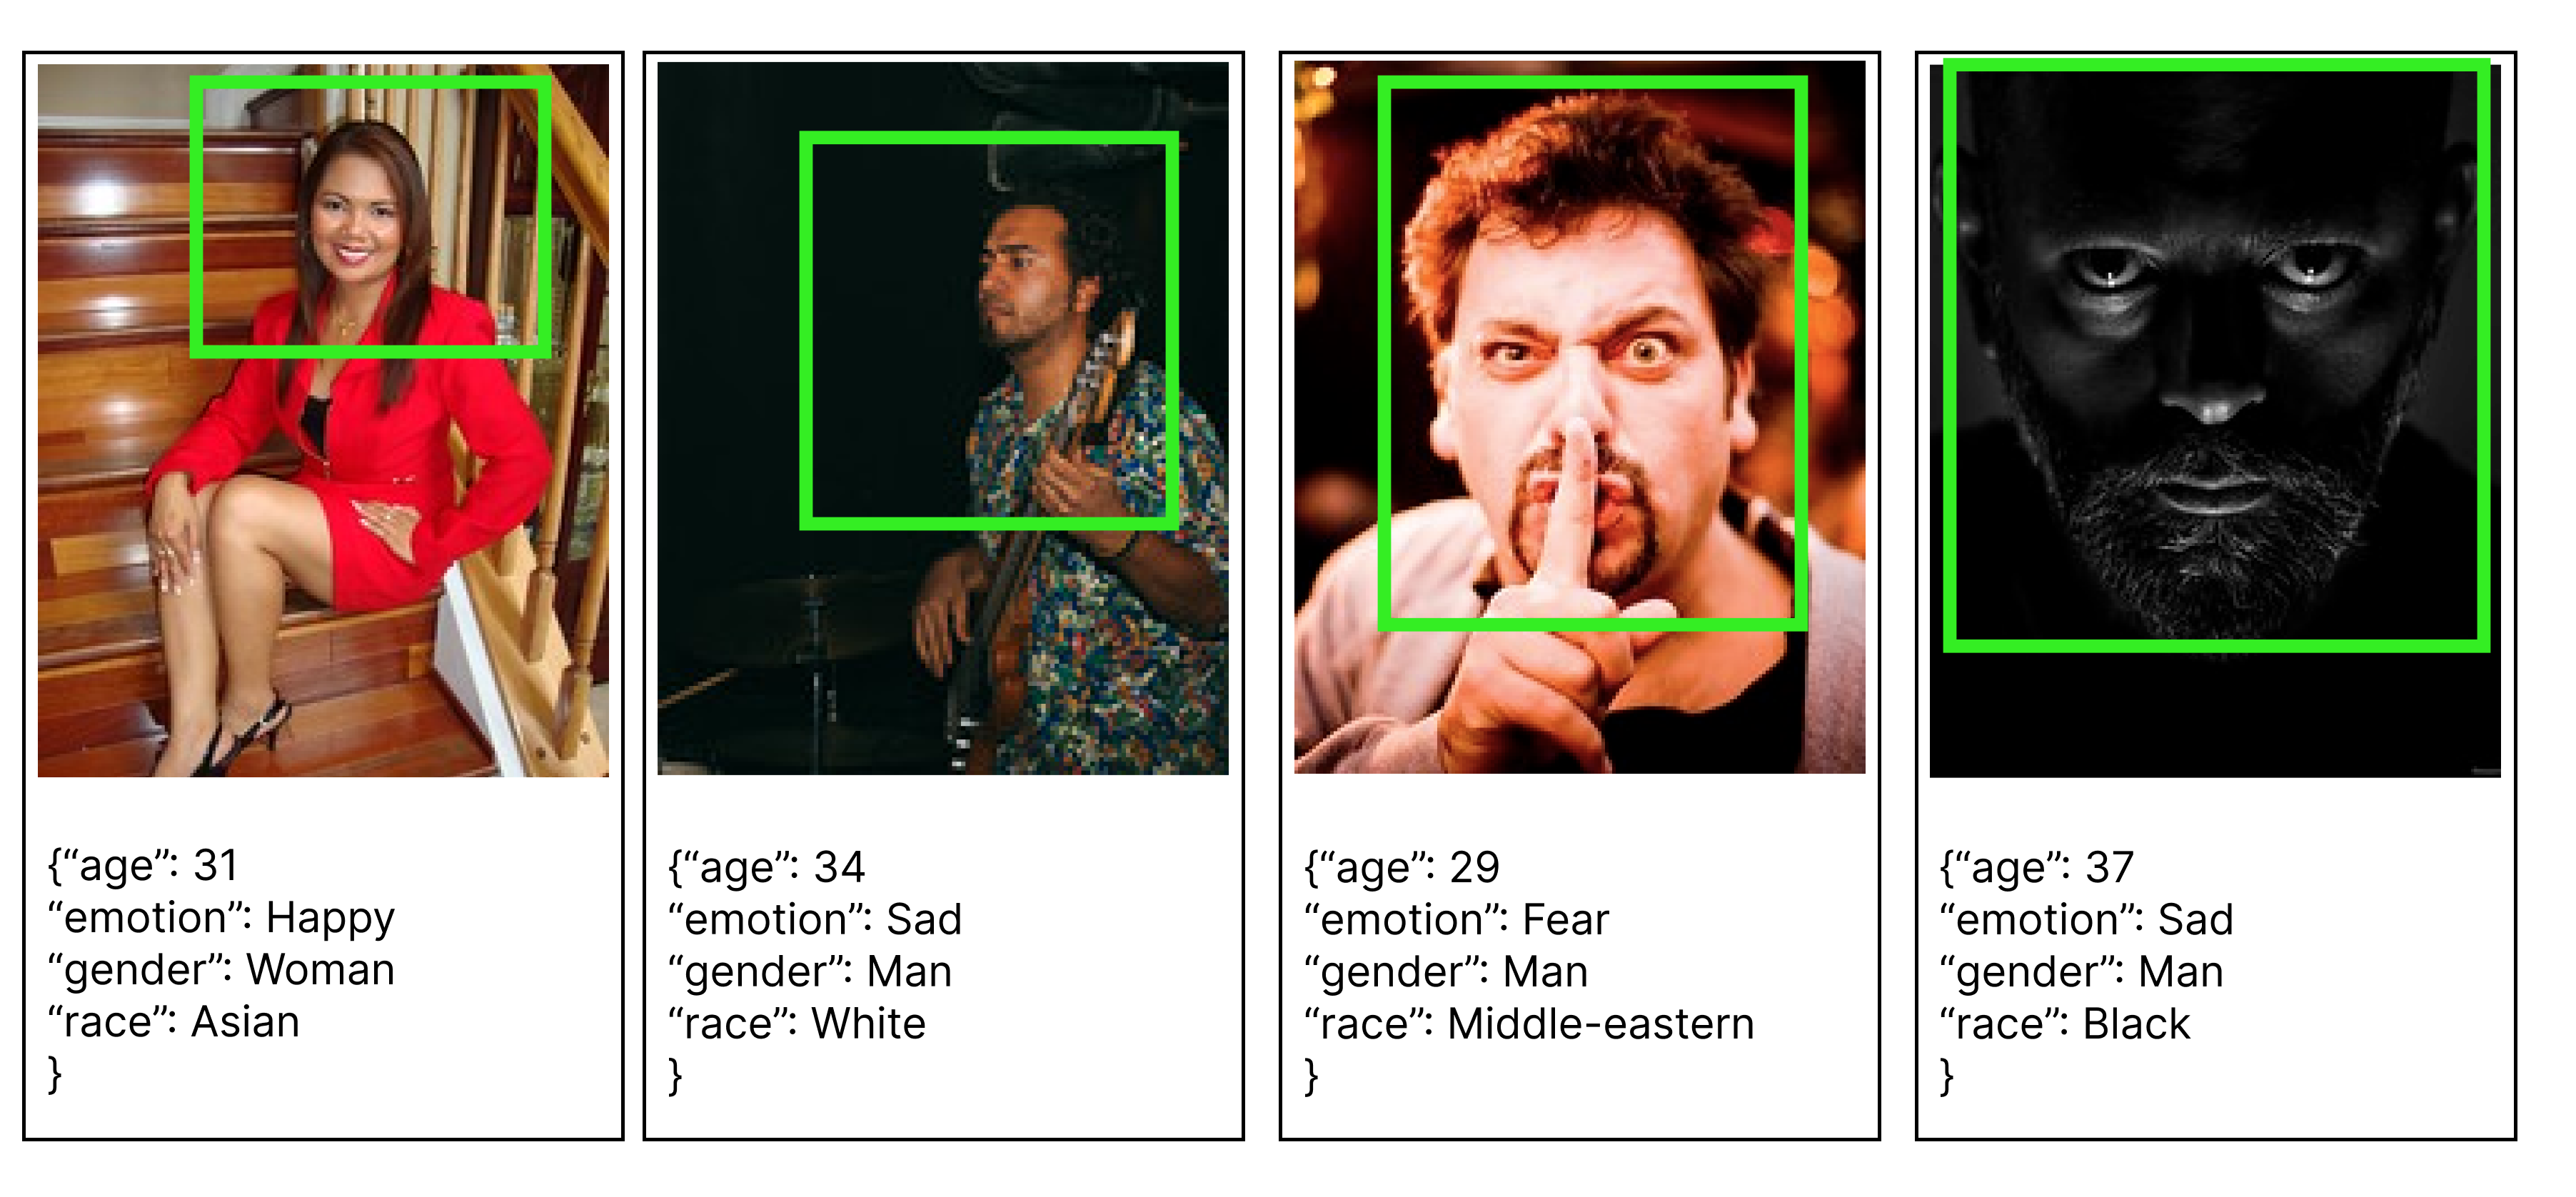 {“age”: 31
“emotion”: Happy
“gender”: Woman
“race”: Asian
}
{“age”: 34
“emotion”: Sad
“gender”: Man
“race”: White
}
{“age”: 29
“emotion”: Fear
“gender”: Man
“race”: Middle-eastern
}
{“age”: 37
“emotion”: Sad
“gender”: Man
“race”: Black
}